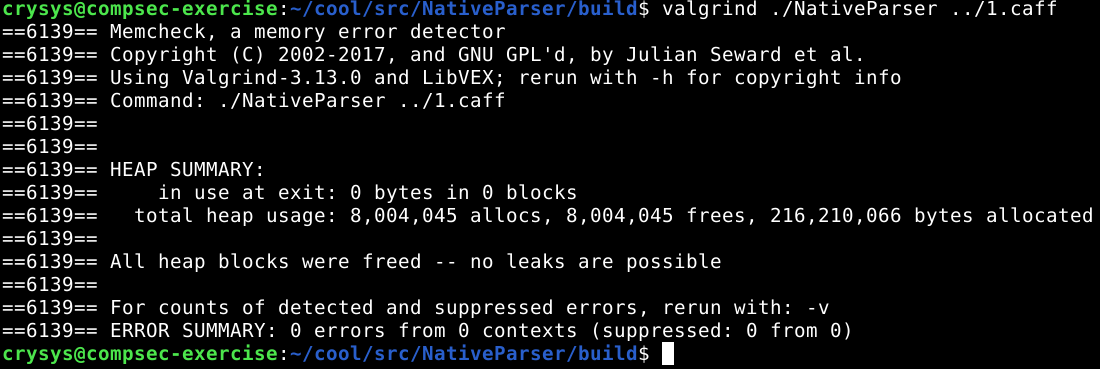 crysys@compsec-exercise:~/cool/src/NativeParser/build$ valgrind ./NativeParser ../1.caff
==6139== Memcheck, a memory error detector
==6139== Copyright (C) 2002-2017, and GNU GPL'd, by Julian Seward et al.
==6139== Using Valgrind-3.13.0 and LibVEX; rerun with -h for copyright info
==6139== Command: ./NativeParser ../1.caff
==6139==
==6139==
==6139== HEAP SUMMARY:
==6139==     in use at exit: 0 bytes in 0 blocks
==6139==   total heap usage: 8,004,045 allocs, 8,004,045 frees, 216,210,066 bytes allocated
==6139==
==6139== All heap blocks were freed -- no leaks are possible
==6139==
==6139== For counts of detected and suppressed errors, rerun with: -v
==6139== ERROR SUMMARY: 0 errors from 0 contexts (suppressed: 0 from 0)
crysys@compsec-exercise:~/cool/src/NativeParser/build$